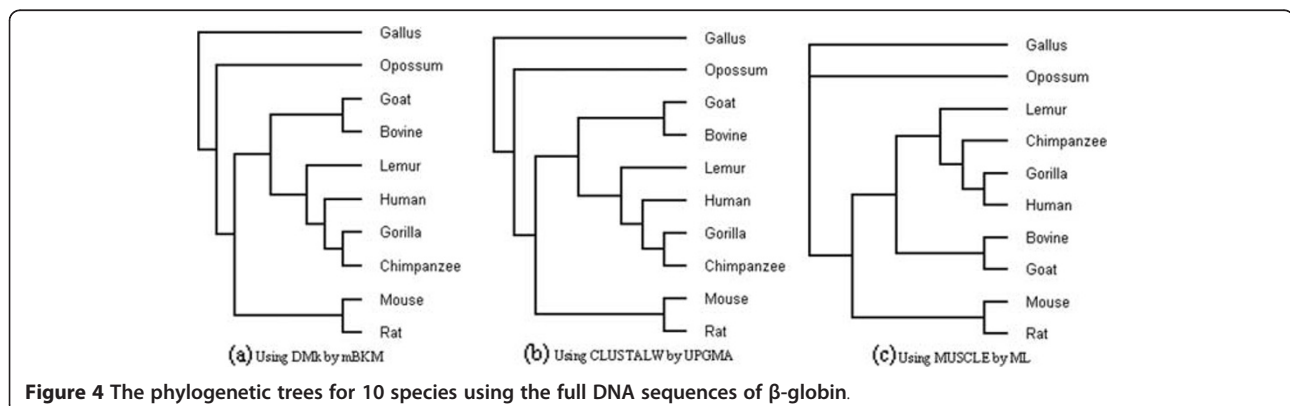 Gallus
Opossum
Goat
Bovine
Lemur
Human
Gorilla
Chimpanzee
Mouse
Rat
(a) Using DMk by mBKM
Gallus
Opossum
Goat
Bovine
Lemur
Human
Gorilla
Chimpanzee
Mouse
Rat
(b) Using CLUSTALW by UPGMA
Gallus
Opossum
Lemur
Chimpanzee
Gorilla
Human
Bovine
Goat
Mouse
Rat
(c) Using MUSCLE by ML
Figure 4 The phylogenetic trees for 10 species using the full DNA sequences of β-globin.